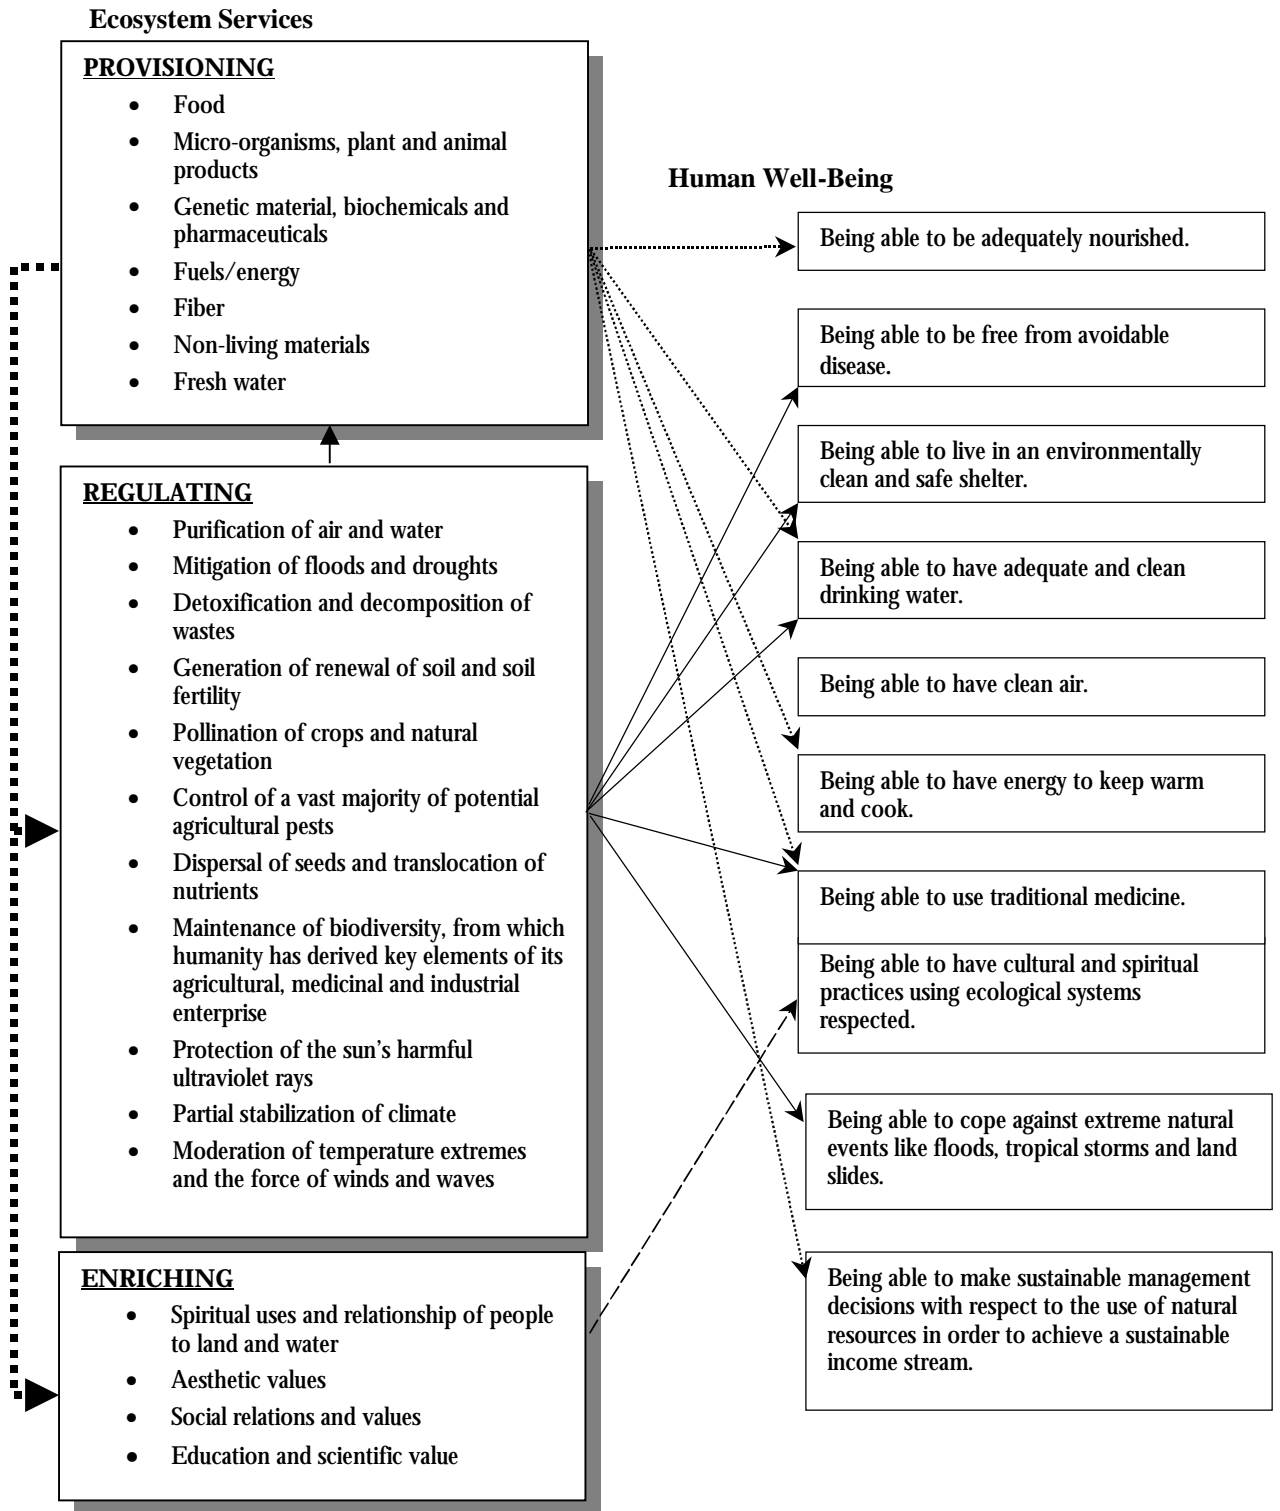 Ecosystem Services
PROVISIONING
• Food
• Micro-organisms, plant and animal
products
• Genetic material, biochemicals and
pharmaceuticals
• Fuels/energy
• Fiber
• Non-living materials
• Fresh water
REGULATING
• Purification of air and water
• Mitigation of floods and droughts
• Detoxification and decomposition of
wastes
• Generation of renewal of soil and soil
fertility
• Pollination of crops and natural
vegetation
• Control of a vast majority of potential
agricultural pests
• Dispersal of seeds and translocation of
nutrients
• Maintenance of biodiversity, from which
humanity has derived key elements of its
agricultural, medicinal and industrial
enterprise
• Protection of the sun's harmful
ultraviolet rays
• Partial stabilization of climate
• Moderation of temperature extremes
and the force of winds and waves
ENRICHING
• Spiritual uses and relationship of people
to land and water
• Aesthetic values
• Social relations and values
• Education and scientific value
Human Well-Being
Being able to be adequately nourished.
Being able to be free from avoidable
disease.
Being able to live in an environmentally
clean and safe shelter.
Being able to have adequate and clean
drinking water.
Being able to have clean air.
Being able to have energy to keep warm
and cook.
Being able to use traditional medicine.
Being able to have cultural and spiritual
practices using ecological systems
respected.
Being able to cope against extreme natural
events like floods, tropical storms and land
slides.
Being able to make sustainable management
decisions with respect to the use of natural
resources in order to achieve a sustainable
income stream.